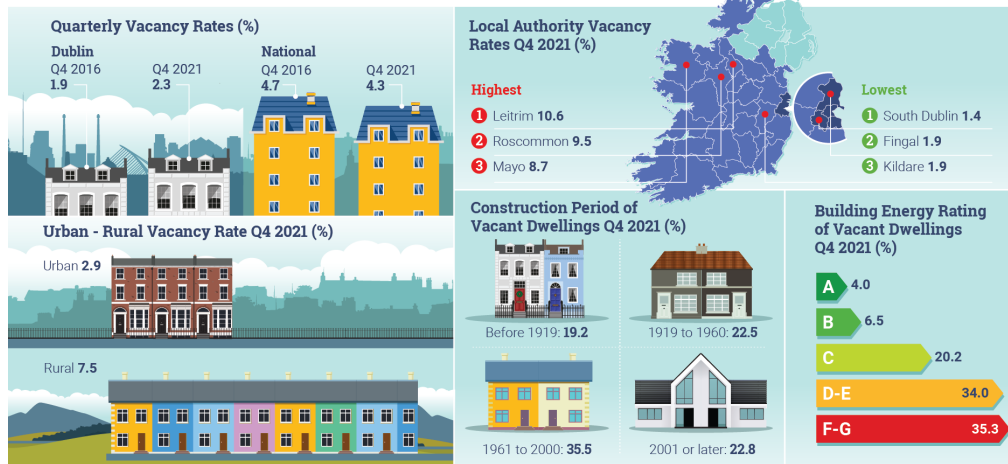 Quarterly Vacancy Rates (%)
Dublin
Q4 2016
1.9
Q4 2021
2.3
National
Q4 2016
4.7
Q4 2021
4.3
Local Authority Vacancy
Rates Q4 2021 (%)
Highest
1 Leitrim 10.6
2 Roscommon 9.5
3 Mayo 8.7
Lowest
1 South Dublin 1.4
2 Fingal 1.9
3 Kildare 1.9
Urban - Rural Vacancy Rate Q4 2021 (%)
Urban 2.9
Rural 7.5
Construction Period of
Vacant Dwellings Q4 2021 (%)
Before 1919: 19.2
1919 to 1960: 22.5
1961 to 2000: 35.5
2001 or later: 22.8
Building Energy Rating
of Vacant Dwellings
Q4 2021 (%)
A 4.0
B 6.5
C 20.2
D-E 34.0
F-G 35.3